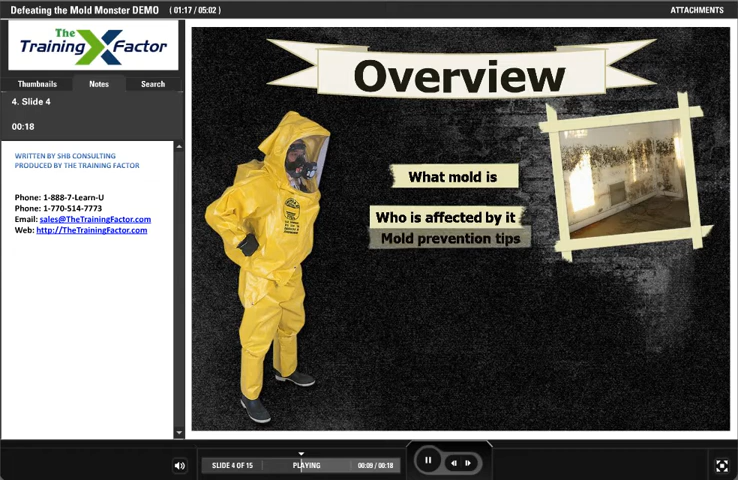 Defeating the Mold Monster DEMO (01:17 / 05:02)
ATTACHMENTS
The
Training X Factor
Thumbnails Notes Search
4. Slide 4
00:18
WRITTEN BY SHB CONSULTING
PRODUCED BY THE TRAINING FACTOR
Phone: 1-888-7-Learn-U
Phone: 1-770-514-7773
Email: sales@TheTrainingFactor.com
Web: http://TheTrainingFactor.com
Overview
What mold is
Who is affected by it
Mold prevention tips
SLIDE 4 OF 15 PLAYING 00:09 / 00:18